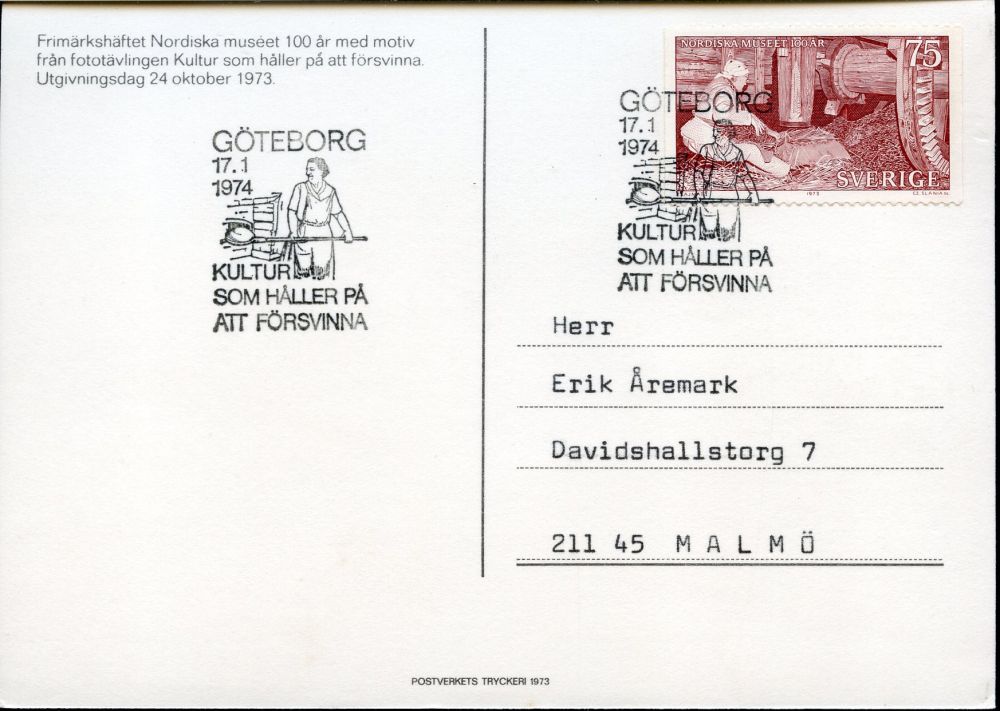 Frimärkshäftet Nordiska muséet 100 år med motiv
från fototävlingen Kultur som håller på att försvinna.
Utgivningsdag 24 oktober 1973.
GÖTEBORG
17.1
1974
KULTUR
SOM HÅLLER PÅ
ATT FÖRSVINNA
NORDISKA MUSEET 100 ÅR
75
SVERIGE
1973
CZ. SLANIA SC.
GÖTEBORG
17.1
1974
KULTUR
SOM HÅLLER PÅ
ATT FÖRSVINNA
Herr
Erik Åremark
Davidshallstorg 7
211 45 MALMÖ
POSTVERKETS TRYCKERI 1973